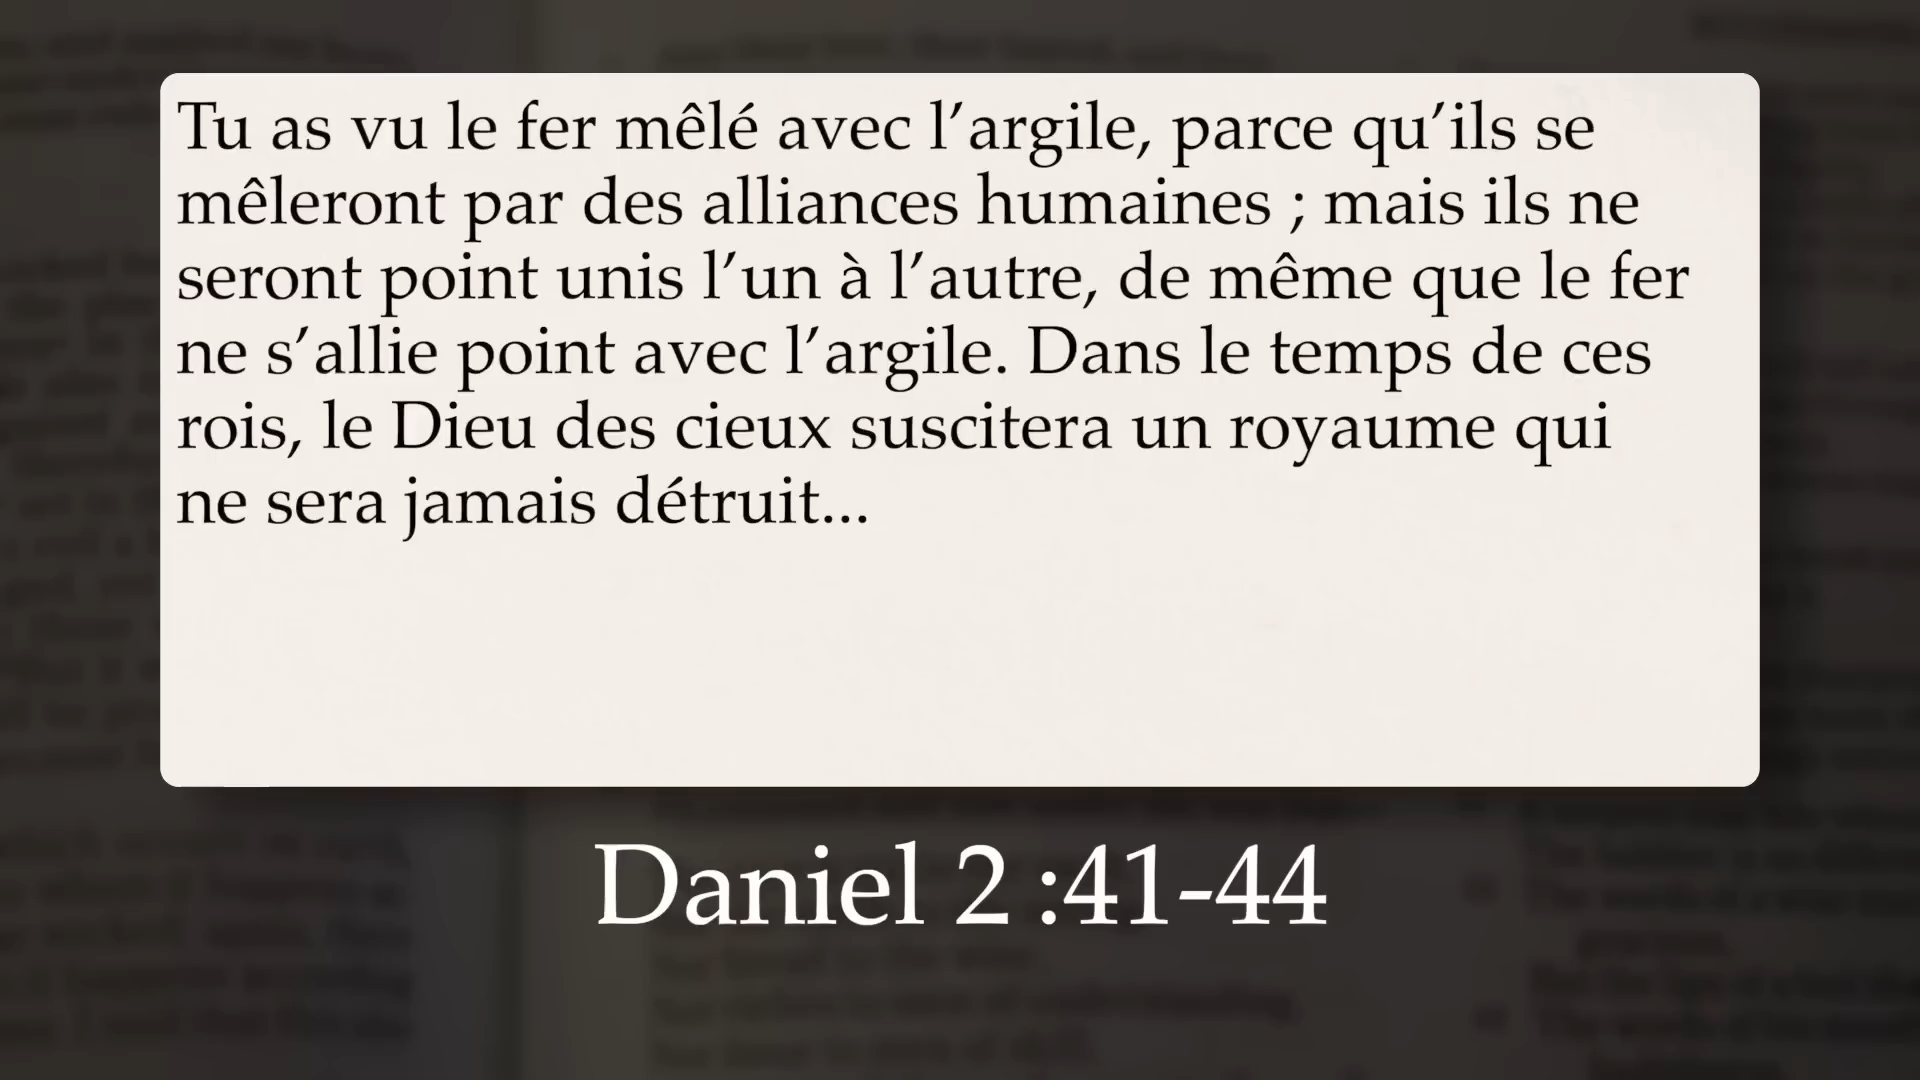 Tu as vu le fer mêlé avec l’argile, parce qu’ils se
mêleront par des alliances humaines ; mais ils ne
seront point unis l’un à l’autre, de même que le fer
ne s’allie point avec l’argile. Dans le temps de ces
rois, le Dieu des cieux suscitera un royaume qui
ne sera jamais détruit...
Daniel 2 :41-44